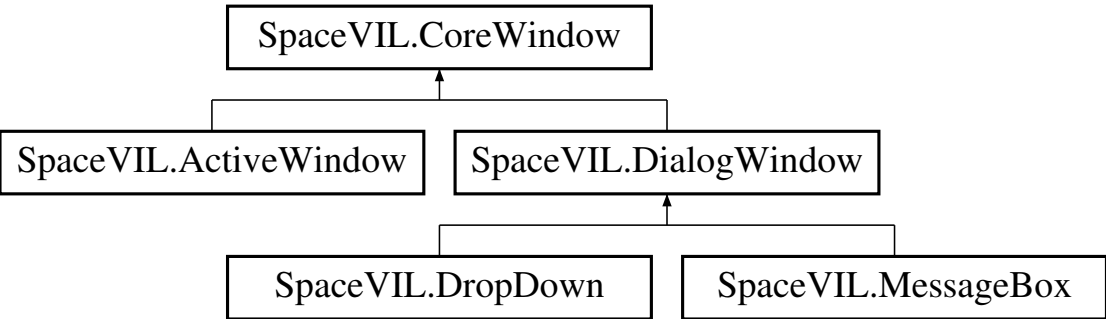 SpaceVIL.CoreWindow
SpaceVIL.ActiveWindow
SpaceVIL.DialogWindow
SpaceVIL.DropDown
SpaceVIL.MessageBox